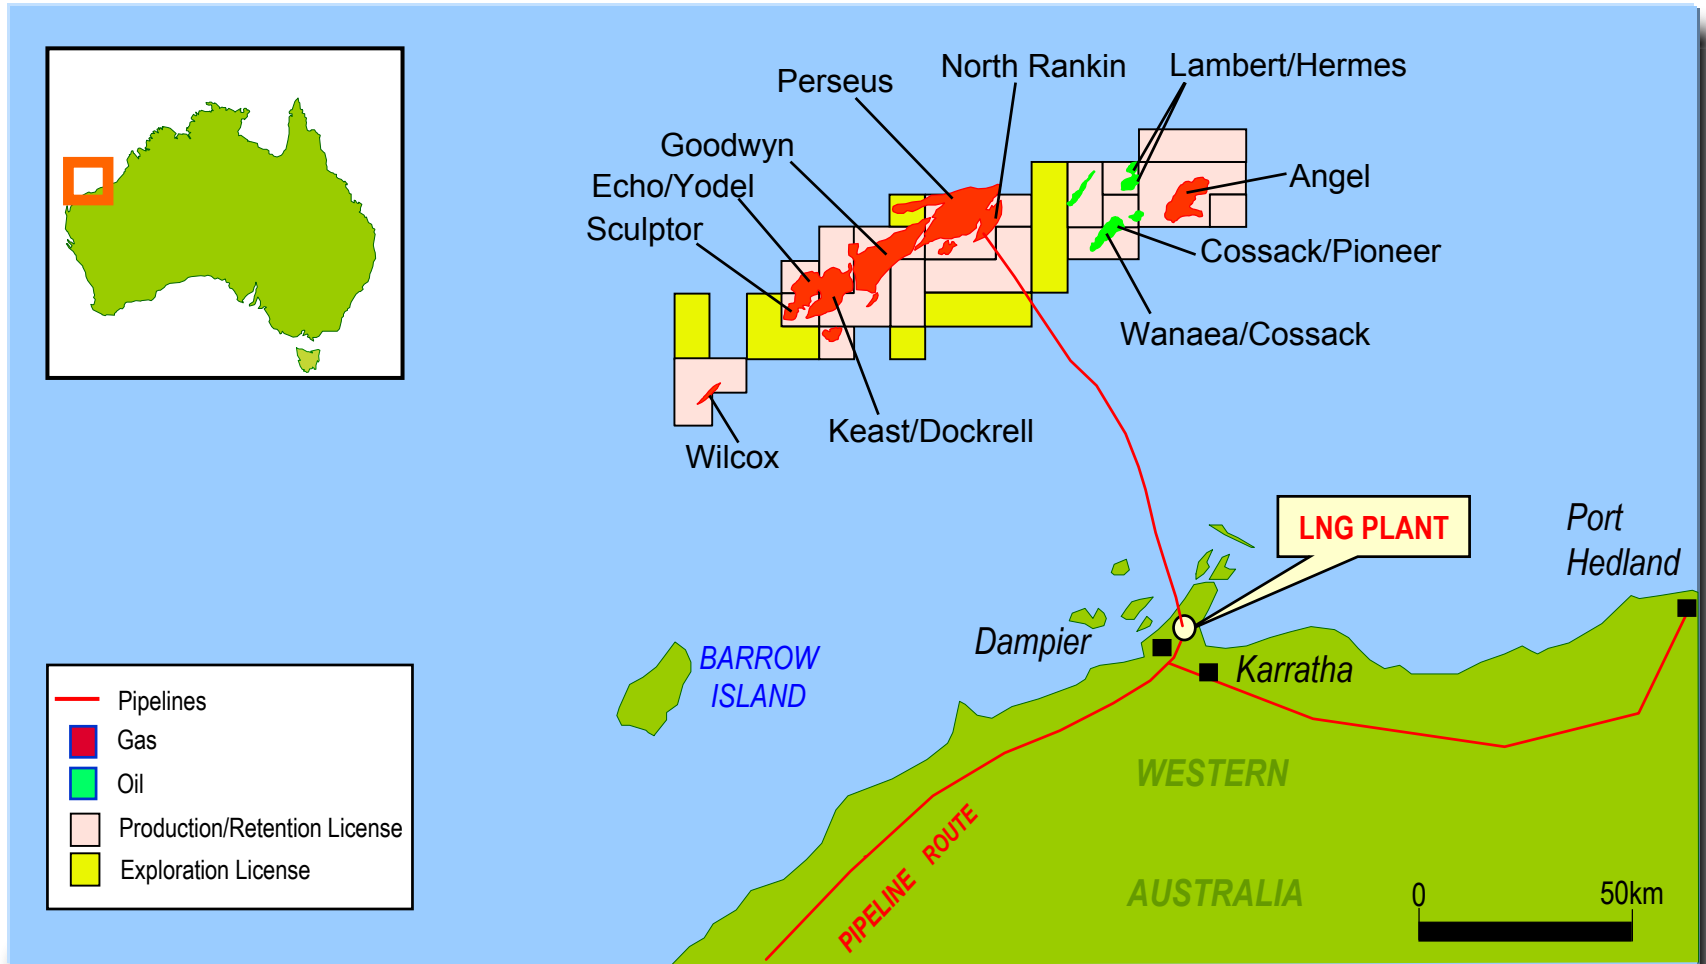 North Rankin
Lambert/Hermes
Perseus
Goodwyn
Echo/Yodel
Angel
Sculptor
Cossack/Pioneer
Wanaea/Cossack
Keast/Dockrell
Wilcox
LNG PLANT
Port
Hedland
Dampier
BARROW
ISLAND
Karratha
Pipelines
Gas
Oil
Production/Retention License
Exploration License
WESTERN
AUSTRALIA
PIPELINE ROUTE
0
50km